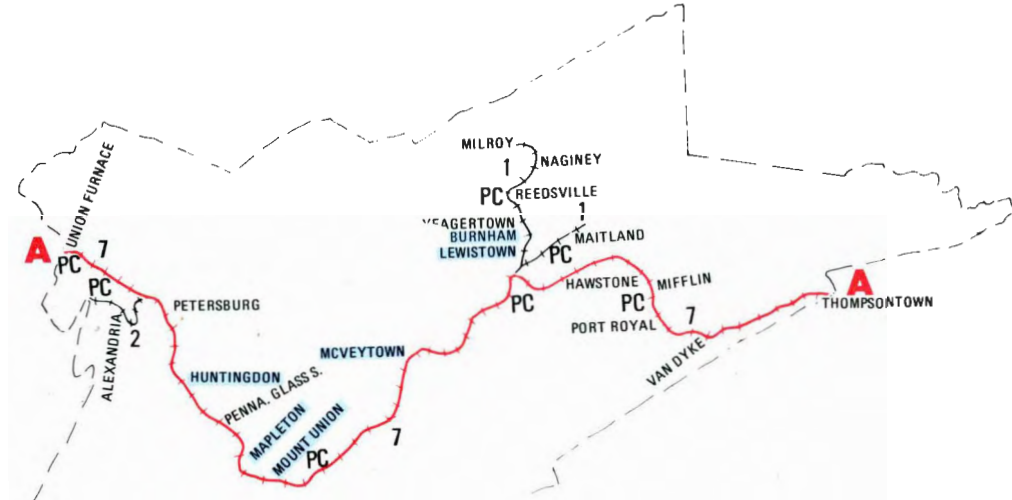 MILROY
NAGINEY
1
PC
REEDSVILLE
1
YEAGERTOWN
BURNHAM
MAITLAND
PC
LEWISTOWN
UNION FURNACE
A
7
PC
PC
PETERSBURG
2
ALEXANDRIA
HAWSTONE
MIFFLIN
PC
PC
A
THOMPSONTOWN
PORT ROYAL
7
VAN DYKE
MCVEYTOWN
HUNTINGDON
PENNA. GLASS S.
MAPLETON
MOUNT UNION
PC
7